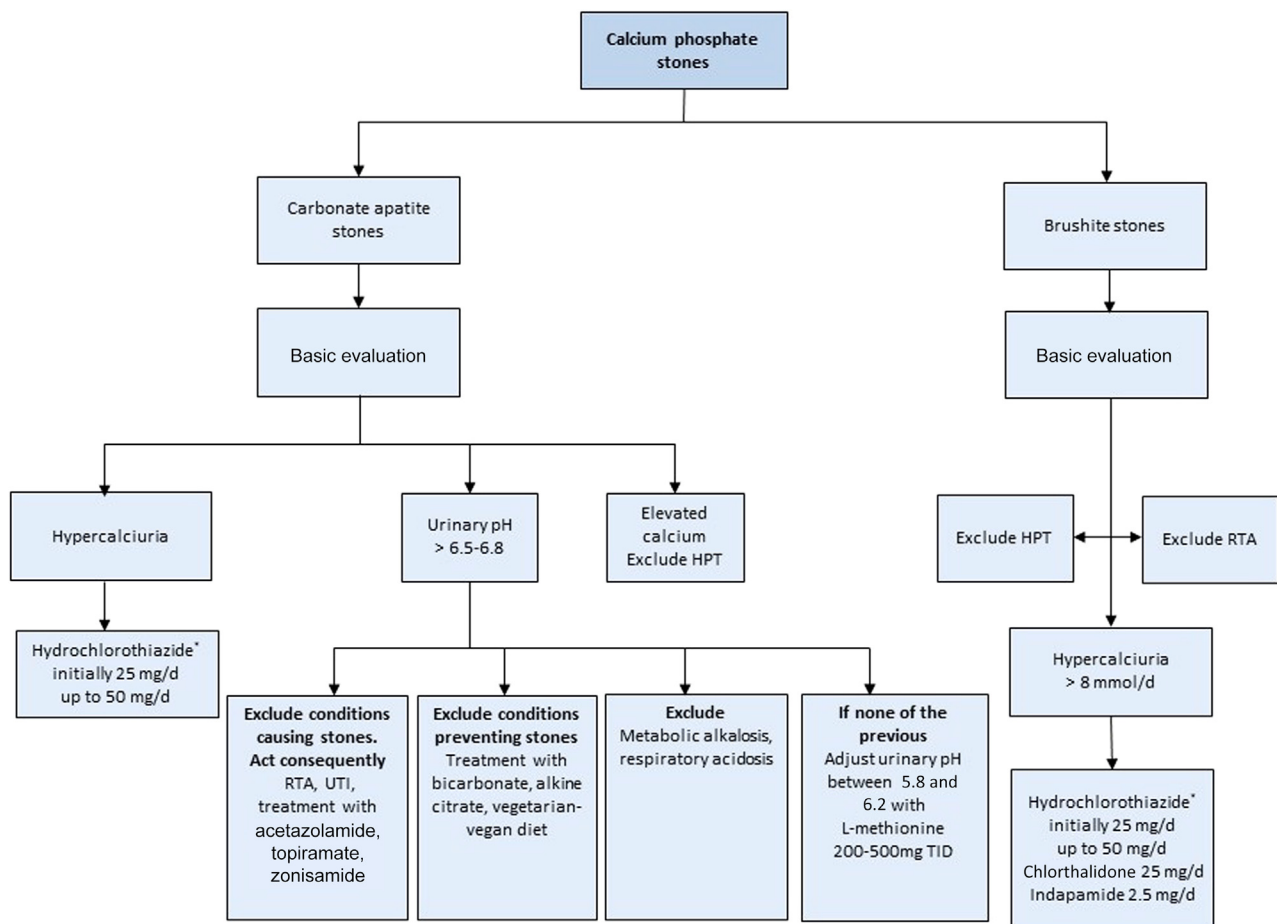 Calcium phosphate
stones
Carbonate apatite
stones
Brushite stones
Basic evaluation
Basic evaluation
Hypercalciuria
Urinary pH
> 6.5-6.8
Elevated
calcium
Exclude HPT
Exclude HPT
Exclude RTA
Hydrochlorothiazide*
initially 25 mg/d
up to 50 mg/d
Hypercalciuria
> 8 mmol/d
Exclude conditions
causing stones.
Act consequently
RTA, UTI,
treatment with
acetazolamide,
topiramate,
zonisamide
Exclude conditions
preventing stones
Treatment with
bicarbonate, alkine
citrate, vegetarian-
vegan diet
Exclude
Metabolic alkalosis,
respiratory acidosis
If none of the
previous
Adjust urinary pH
between 5.8 and
6.2 with
L-methionine
200-500mg TID
Hydrochlorothiazide*
initially 25 mg/d
up to 50 mg/d
Chlorthalidone 25 mg/d
Indapamide 2.5 mg/d